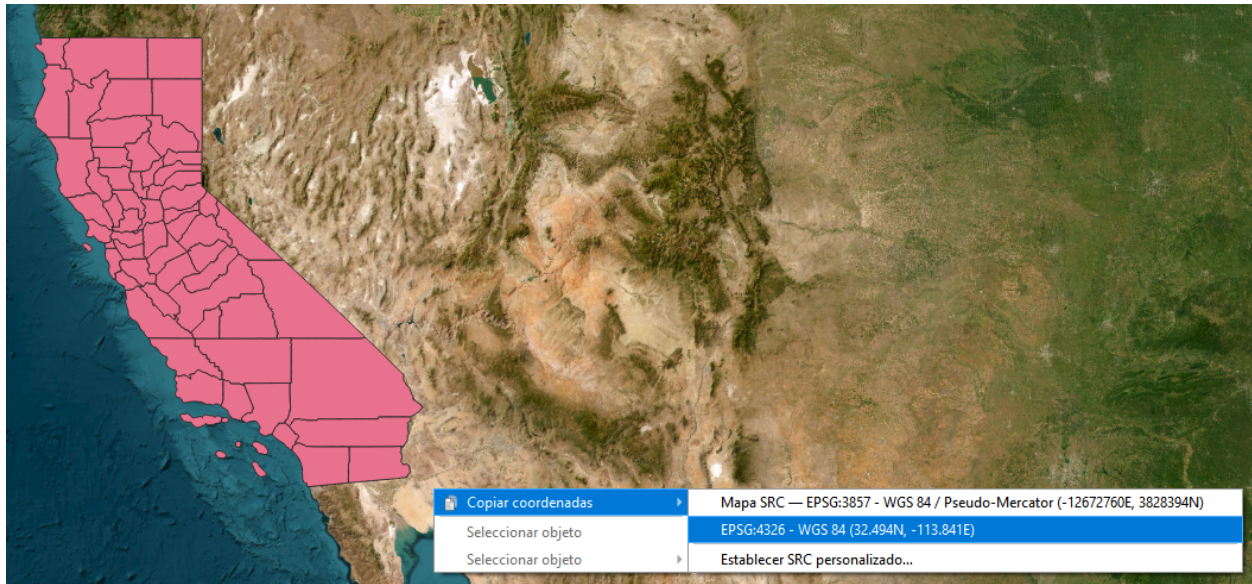 Copiar coordenadas
Mapa SRC — EPSG:3857 - WGS 84 / Pseudo-Mercator (-12672760E, 3828394N)
Seleccionar objeto
EPSG:4326 - WGS 84 (32.494N, -113.841E)
Seleccionar objeto
Establecer SRC personalizado...